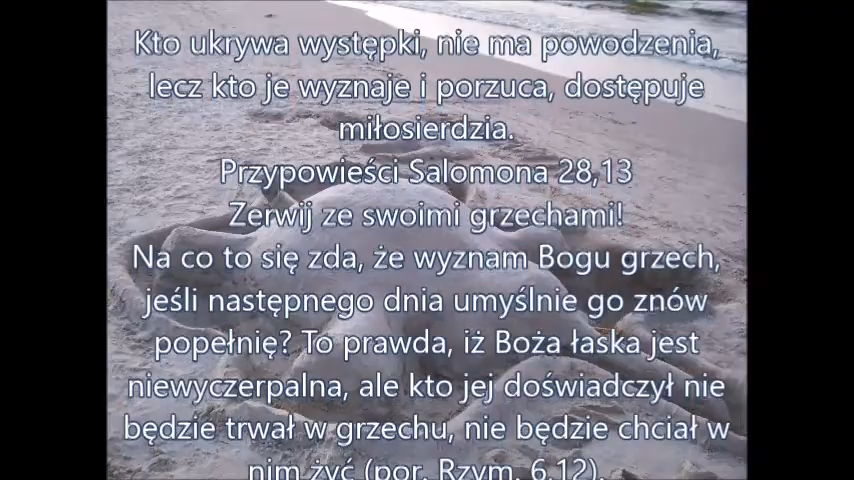 Kto ukrywa występki, nie ma powodzenia,
lecz kto je wyznaje i porzuca, dostępuje
miłosierdzia.
Przypowieści Salomona 28,13
Zerwij ze swoimi grzechami!
Na co to się zda, że wyznam Bogu grzech,
jeśli następnego dnia umyślnie go znów
popełnię? To prawda, iż Boża łaska jest
niewyczerpalna, ale kto jej doświadczył nie
będzie trwał w grzechu, nie będzie chciał w
nim żyć (por. Rzym. 6,12).